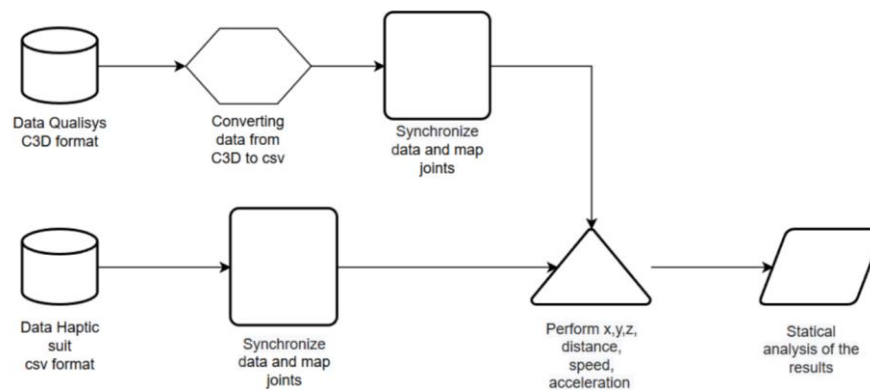 Data Qualisys
C3D format
Converting
data from
C3D to csv
Synchronize
data and map
joints
Data Haptic
suit
csv format
Synchronize
data and map
joints
Perform x,y,z,
distance,
speed,
acceleration
Statical
analysis of the
results